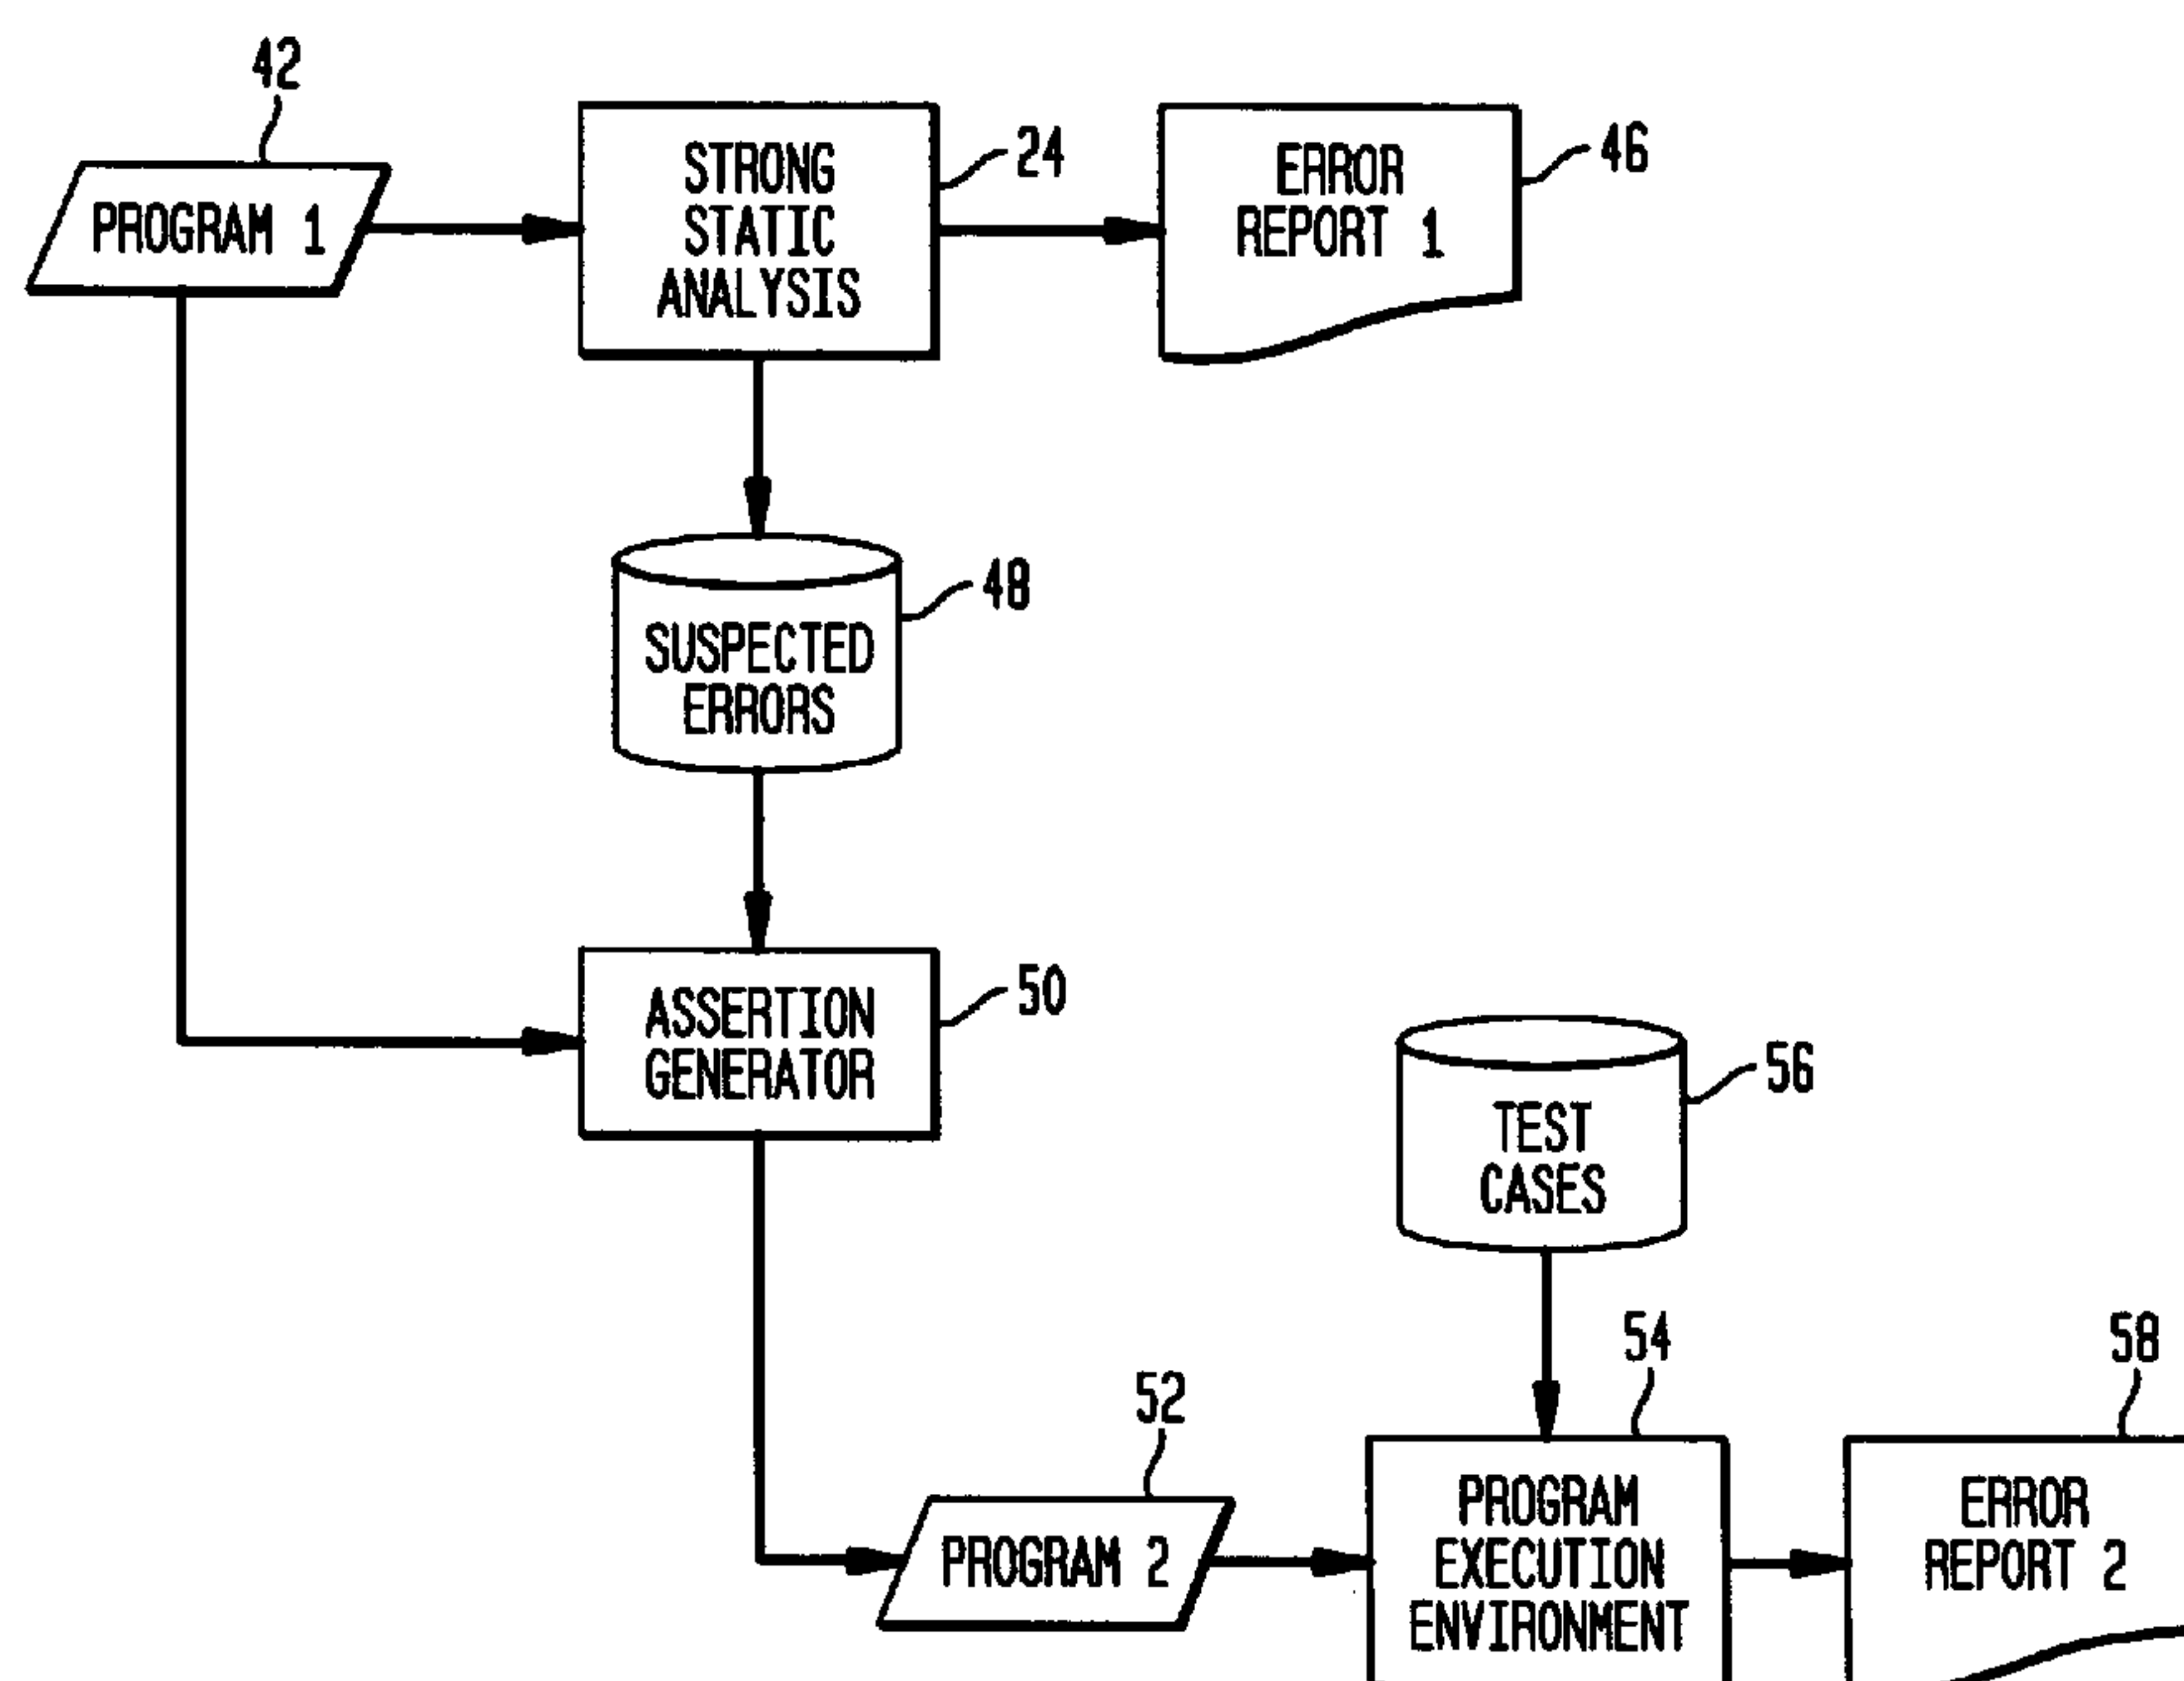 42
PROGRAM 1
STRONG
STATIC
ANALYSIS
24
ERROR
REPORT 1
46
SUSPECTED
ERRORS
48
ASSERTION
GENERATOR
50
TEST
CASES
56
52
PROGRAM 2
54
PROGRAM
EXECUTION
ENVIRONMENT
58
ERROR
REPORT 2